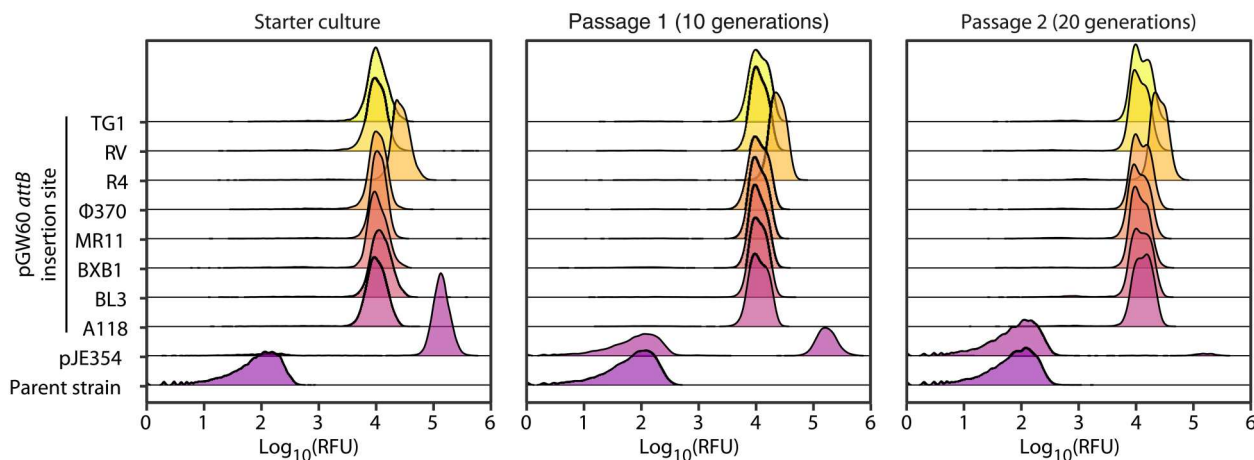 Starter culture
Passage 1 (10 generations)
Passage 2 (20 generations)
pGW60 attB
insertion site
TG1
RV
R4
Φ370
MR11
BXB1
BL3
A118
pJE354
Parent strain
0 1 2 3 4 5 6
0 1 2 3 4 5 6
0 1 2 3 4 5 6
Log10(RFU)
Log10(RFU)
Log10(RFU)